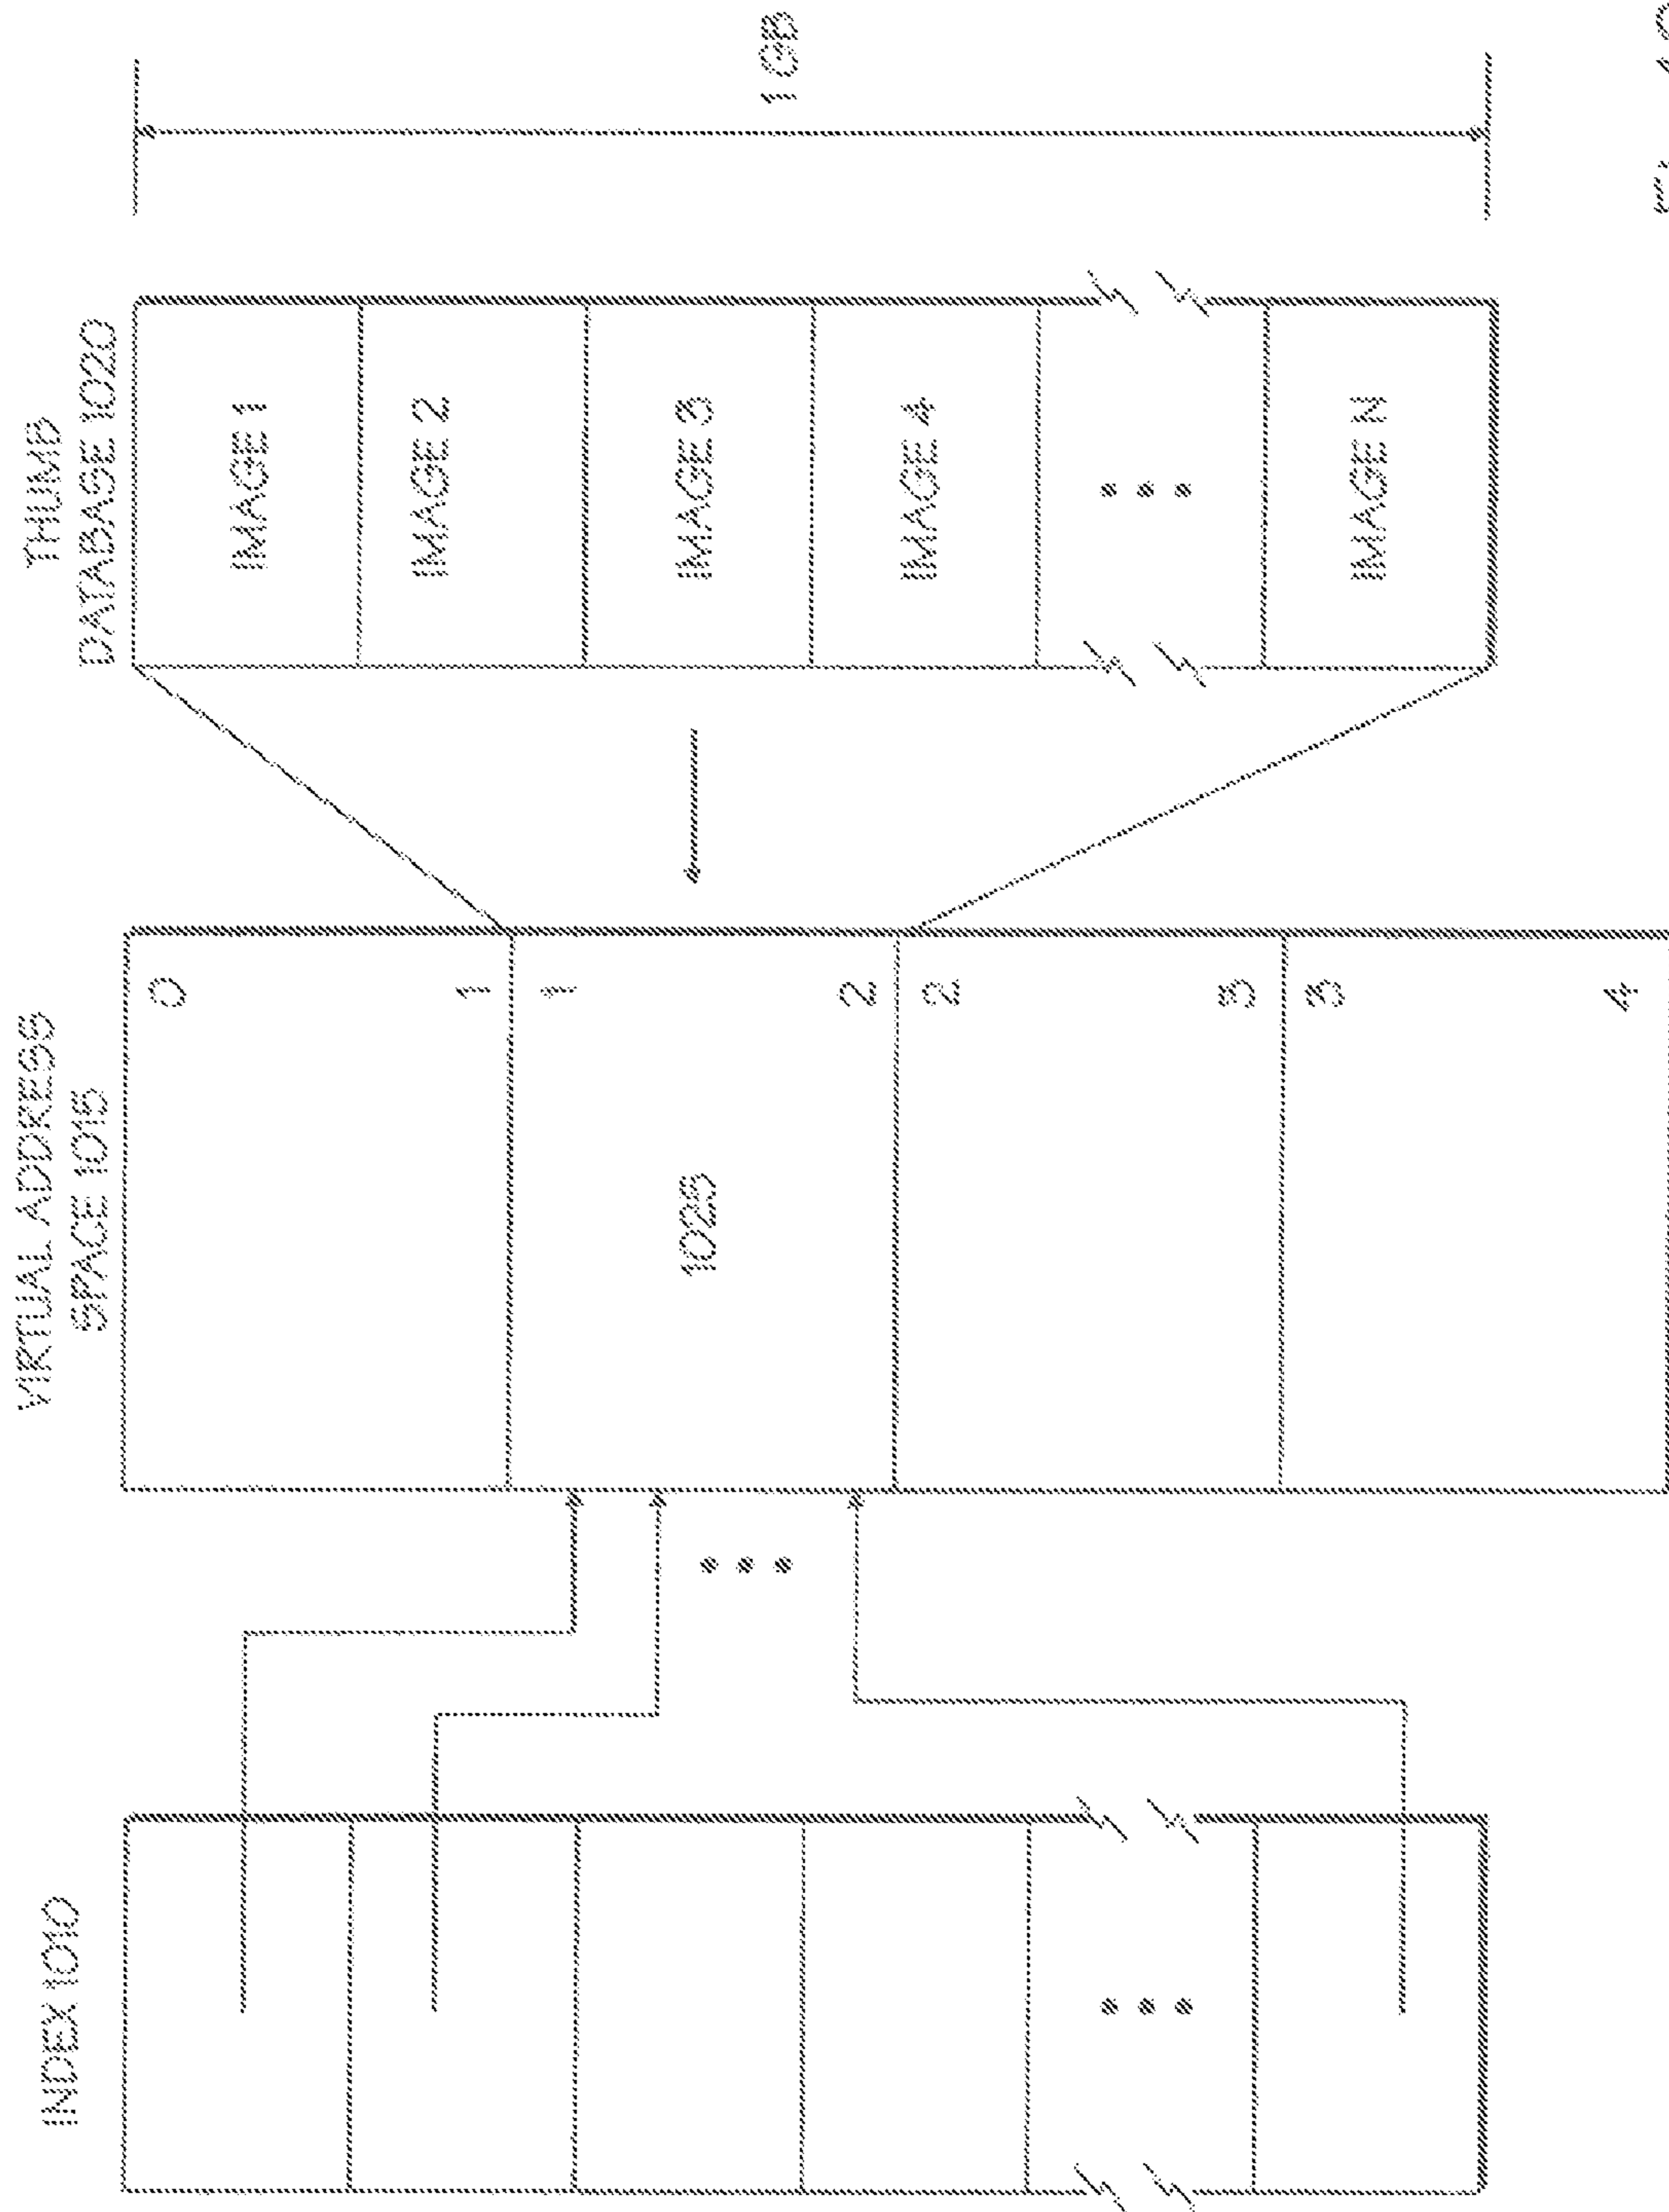 INDEX 1010
VIRTUAL ADDRESS
SPACE 1015
THUMB
DATABASE 1020
0
1
1
2
2
3
3
4
1025
IMAGE 1
IMAGE 2
IMAGE 3
IMAGE 4
IMAGE N
1 GB